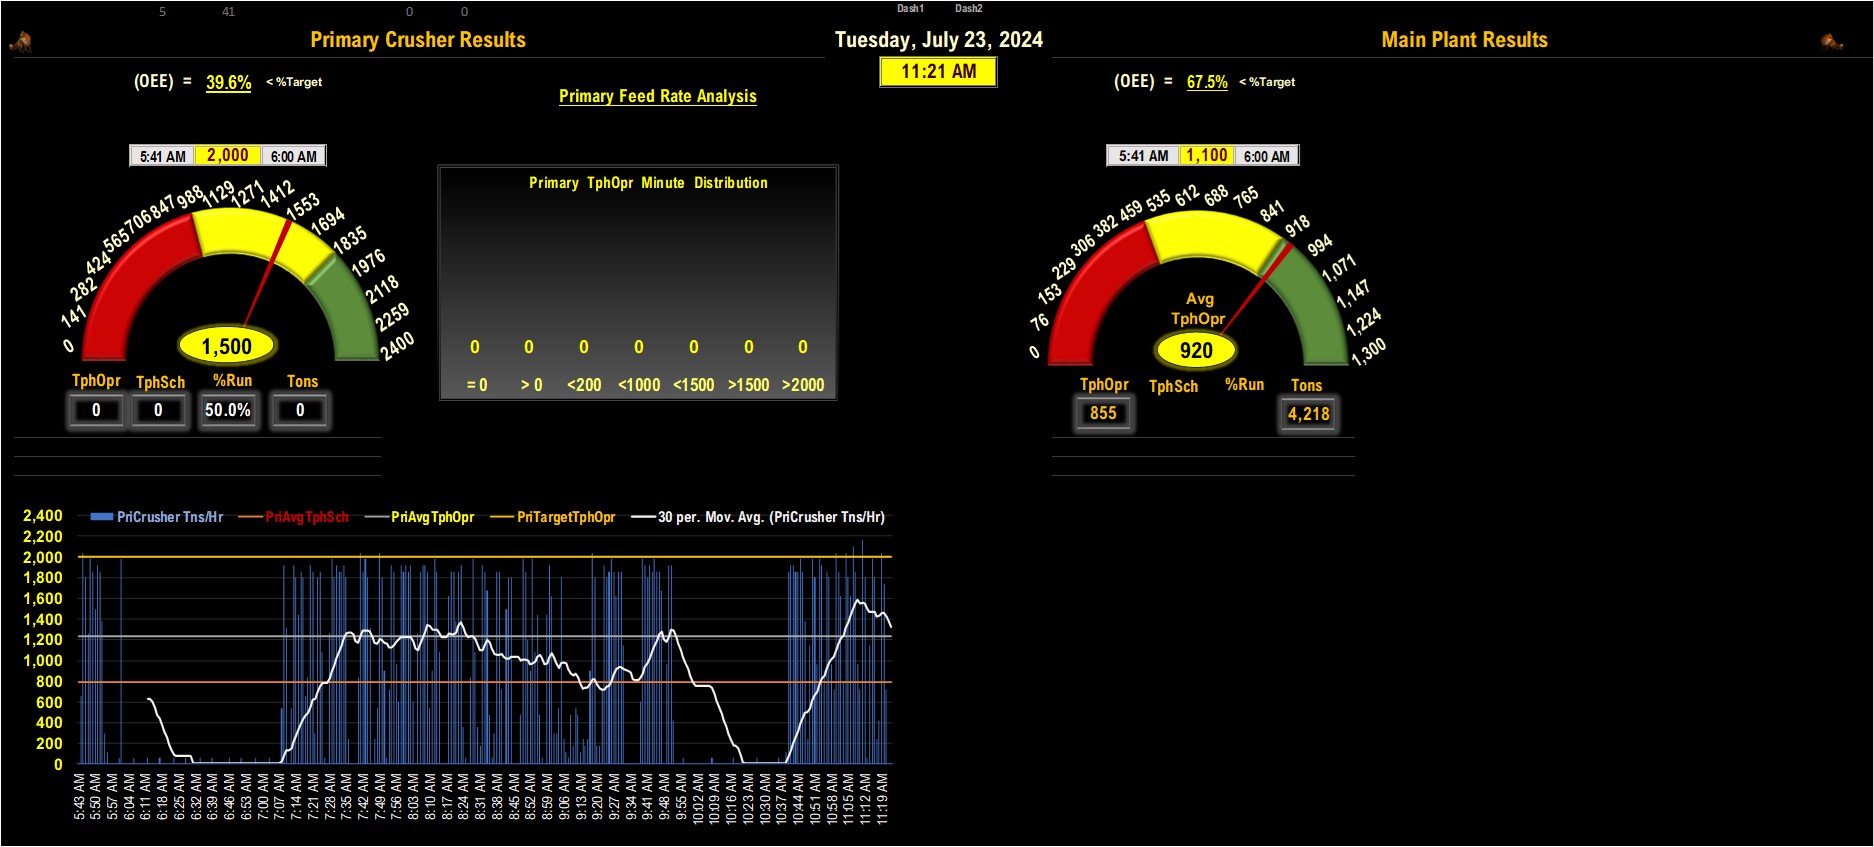 5 41 0 0 Dash1 Dash2
Primary Crusher Results
Tuesday, July 23, 2024
Main Plant Results
11:21 AM
(OEE) = 39.6% < %Target
Primary Feed Rate Analysis
(OEE) = 67.5% < %Target
5:41 AM 2,000 6:00 AM
0 141 282 424 565 706 847 988 1129 1271 1412 1553 1694 1835 1976 2118 2259 2400
1,500
TphOpr TphSch %Run Tons
0 0 50.0% 0
Primary TphOpr Minute Distribution
0 0 0 0 0 0 0
= 0 > 0 <200 <1000 <1500 >1500 >2000
5:41 AM 1,100 6:00 AM
0 76 153 229 306 382 459 535 612 688 765 841 918 994 1,071 1,147 1,224 1,300
Avg
TphOpr
920
TphOpr TphSch %Run Tons
855 4,218
PriCrusher Tns/Hr PriAvgTphSch PriAvgTphOpr PriTargetTphOpr 30 per. Mov. Avg. (PriCrusher Tns/Hr)
2,400
2,200
2,000
1,800
1,600
1,400
1,200
1,000
800
600
400
200
0
5:43 AM 5:50 AM 5:57 AM 6:04 AM 6:11 AM 6:18 AM 6:25 AM 6:32 AM 6:39 AM 6:46 AM 6:53 AM 7:00 AM 7:07 AM 7:14 AM 7:21 AM 7:28 AM 7:35 AM 7:42 AM 7:49 AM 7:56 AM 8:03 AM 8:10 AM 8:17 AM 8:24 AM 8:31 AM 8:38 AM 8:45 AM 8:52 AM 8:59 AM 9:06 AM 9:13 AM 9:20 AM 9:27 AM 9:34 AM 9:41 AM 9:48 AM 9:55 AM 10:02 AM 10:09 AM 10:16 AM 10:23 AM 10:30 AM 10:37 AM 10:44 AM 10:51 AM 10:58 AM 11:05 AM 11:12 AM 11:19 AM